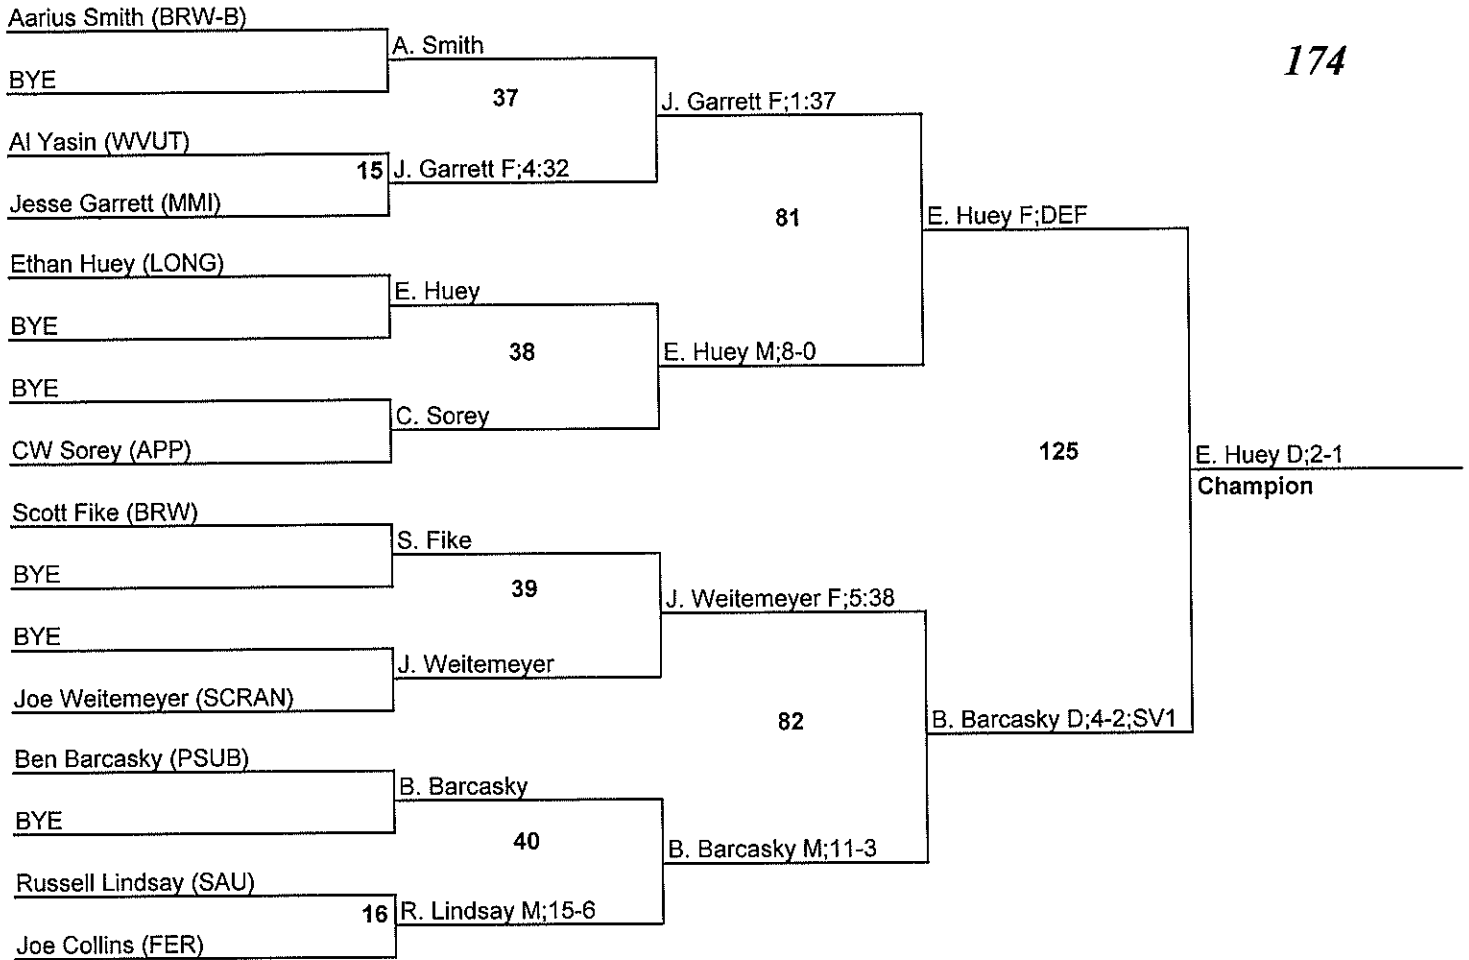 174
Aarius Smith (BRW-B)
A. Smith
BYE
37
J. Garrett F;1:37
Al Yasin (WVUT)
15 J. Garrett F;4:32
Jesse Garrett (MMI)
81
E. Huey F;DEF
Ethan Huey (LONG)
E. Huey
BYE
38
E. Huey M;8-0
BYE
C. Sorey
CW Sorey (APP)
125
E. Huey D;2-1
Champion
Scott Fike (BRW)
S. Fike
BYE
39
J. Weitemeyer F;5:38
BYE
J. Weitemeyer
Joe Weitemeyer (SCRAN)
82
B. Barcasky D;4-2;SV1
Ben Barcasky (PSUB)
B. Barcasky
BYE
40
B. Barcasky M;11-3
Russell Lindsay (SAU)
16 R. Lindsay M;15-6
Joe Collins (FER)